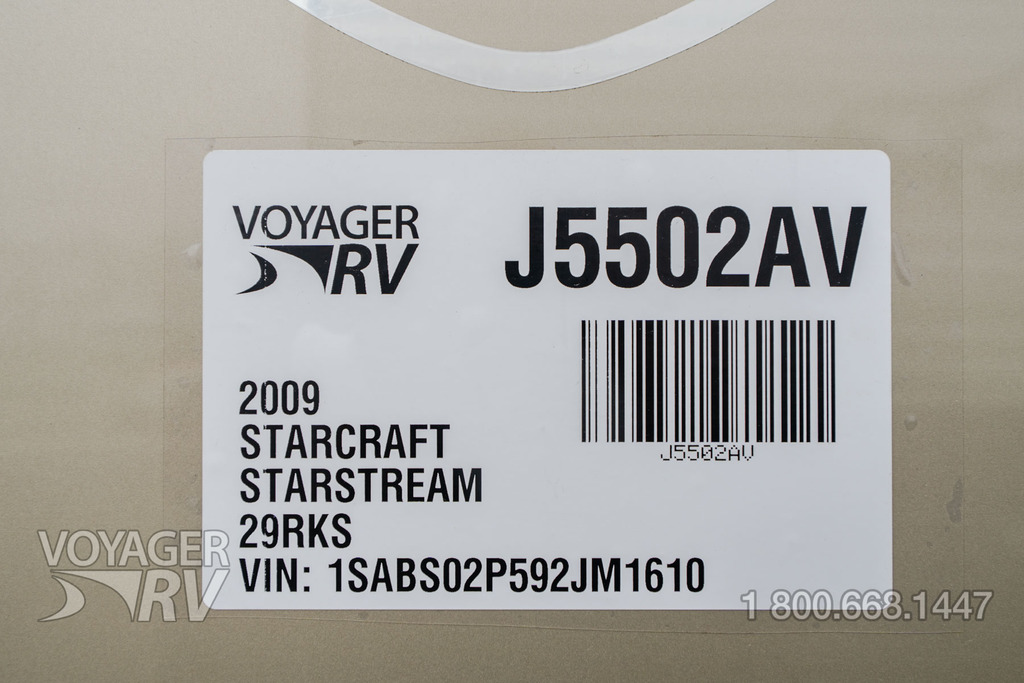 VOYAGER
RV
J5502AV
J5502AV
2009
STARCRAFT
STARSTREAM
29RKS
VIN: 1SABS02P592JM1610
VOYAGER
RV
1 800.668.1447